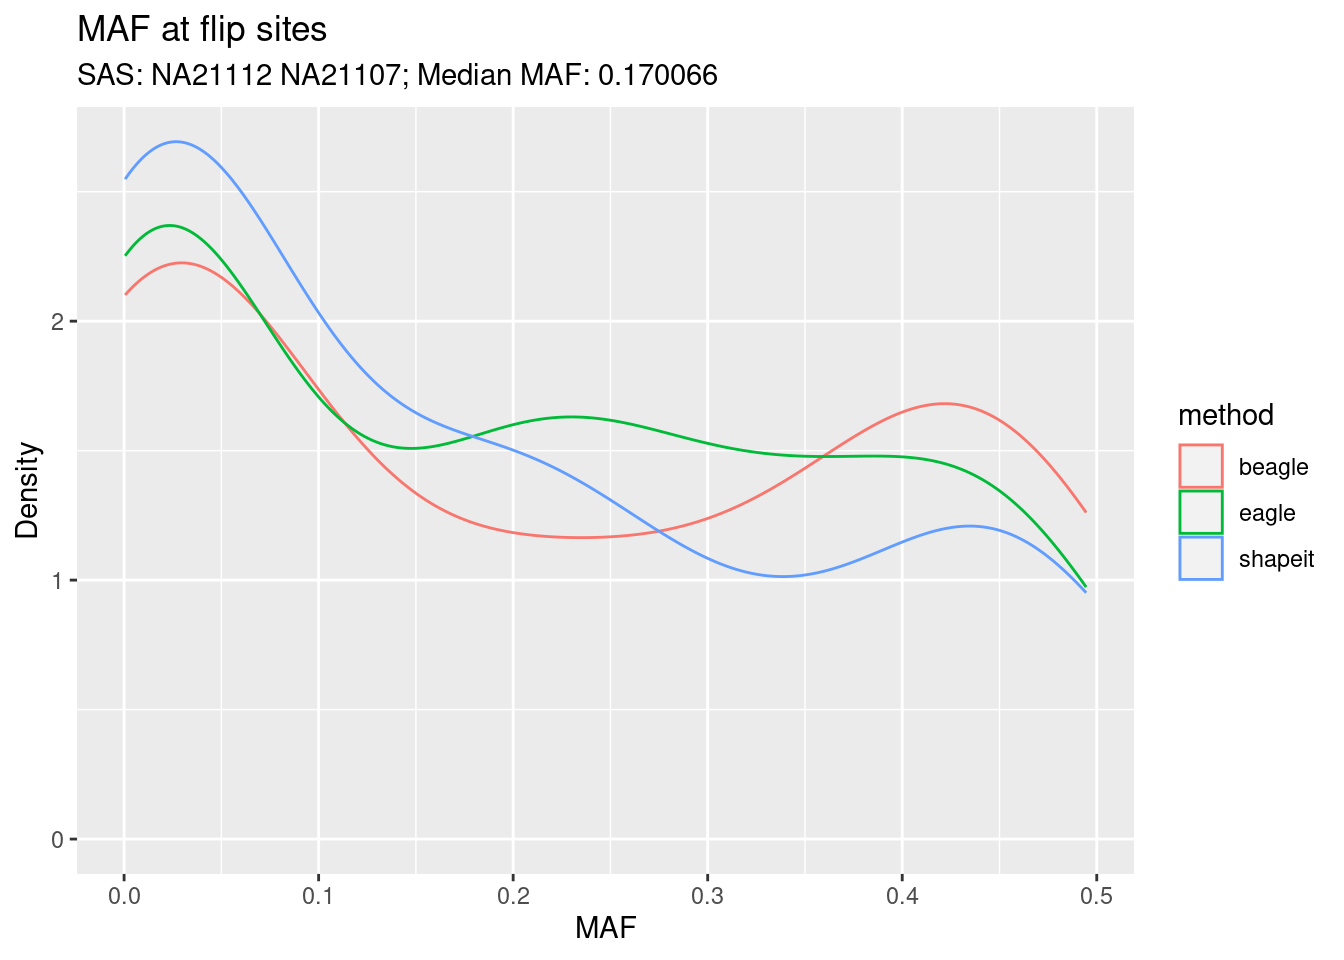 MAF at flip sites
SAS: NA21112 NA21107; Median MAF: 0.170066
Density
2
1
0
0.0 0.1 0.2 0.3 0.4 0.5
MAF
method
beagle
eagle
shapeit